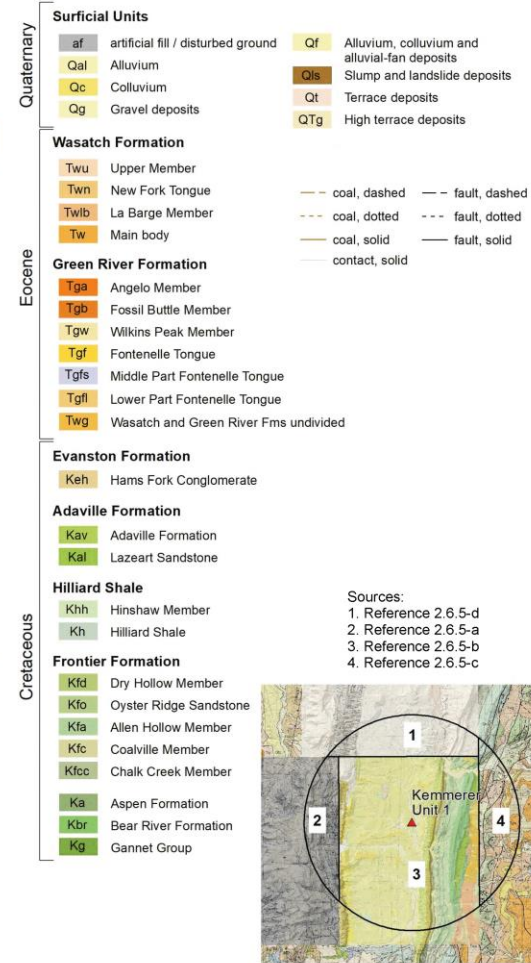 Quaternary
Surficial Units
af artificial fill / disturbed ground
Qal Alluvium
Qc Colluvium
Qg Gravel deposits
Qf Alluvium, colluvium and
alluvial-fan deposits
Qls Slump and landslide deposits
Qt Terrace deposits
QTg High terrace deposits
Eocene
Wasatch Formation
Twu Upper Member
Twn New Fork Tongue
Twlb La Barge Member
Tw Main body
coal, dashed
coal, dotted
coal, solid
contact, solid
fault, dashed
fault, dotted
fault, solid
Green River Formation
Tga Angelo Member
Tgb Fossil Buttle Member
Tgw Wilkins Peak Member
Tgf Fontenelle Tongue
Tgfs Middle Part Fontenelle Tongue
Tgfl Lower Part Fontenelle Tongue
Twg Wasatch and Green River Fms undivided
Cretaceous
Evanston Formation
Keh Hams Fork Conglomerate
Adaville Formation
Kav Adaville Formation
Kal Lazeart Sandstone
Hilliard Shale
Khh Hinshaw Member
Kh Hilliard Shale
Frontier Formation
Kfd Dry Hollow Member
Kfo Oyster Ridge Sandstone
Kfa Allen Hollow Member
Kfc Coalville Member
Kfcc Chalk Creek Member
Ka Aspen Formation
Kbr Bear River Formation
Kg Gannet Group
Sources:
1. Reference 2.6.5-d
2. Reference 2.6.5-a
3. Reference 2.6.5-b
4. Reference 2.6.5-c
1
Kemmerer
Unit 1
2
4
3